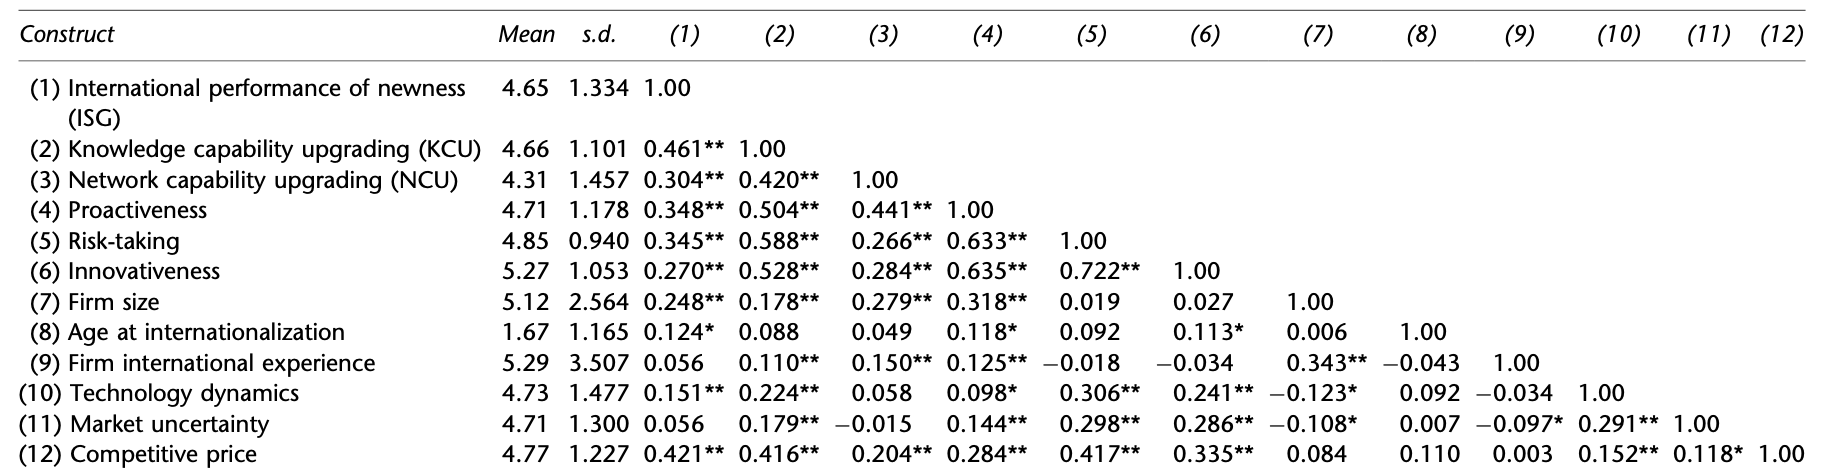 Construct Mean s.d. (1) (2) (3) (4) (5) (6) (7) (8) (9) (10) (11) (12)
(1) International performance of newness 4.65 1.334 1.00
(ISG)
(2) Knowledge capability upgrading (KCU) 4.66 1.101 0.461** 1.00
(3) Network capability upgrading (NCU) 4.31 1.457 0.304** 0.420** 1.00
(4) Proactiveness 4.71 1.178 0.348** 0.504** 0.441** 1.00
(5) Risk-taking 4.85 0.940 0.345** 0.588** 0.266** 0.633** 1.00
(6) Innovativeness 5.27 1.053 0.270** 0.528** 0.284** 0.635** 0.722** 1.00
(7) Firm size 5.12 2.564 0.248** 0.178** 0.279** 0.318** 0.019 0.027 1.00
(8) Age at internationalization 1.67 1.165 0.124* 0.088 0.049 0.118* 0.092 0.113* 0.006 1.00
(9) Firm international experience 5.29 3.507 0.056 0.110** 0.150** 0.125** −0.018 −0.034 0.343** −0.043 1.00
(10) Technology dynamics 4.73 1.477 0.151** 0.224** 0.058 0.098* 0.306** 0.241** −0.123* 0.092 −0.034 1.00
(11) Market uncertainty 4.71 1.300 0.056 0.179** −0.015 0.144** 0.298** 0.286** −0.108* 0.007 −0.097* 0.291** 1.00
(12) Competitive price 4.77 1.227 0.421** 0.416** 0.204** 0.284** 0.417** 0.335** 0.084 0.110 0.003 0.152** 0.118* 1.00